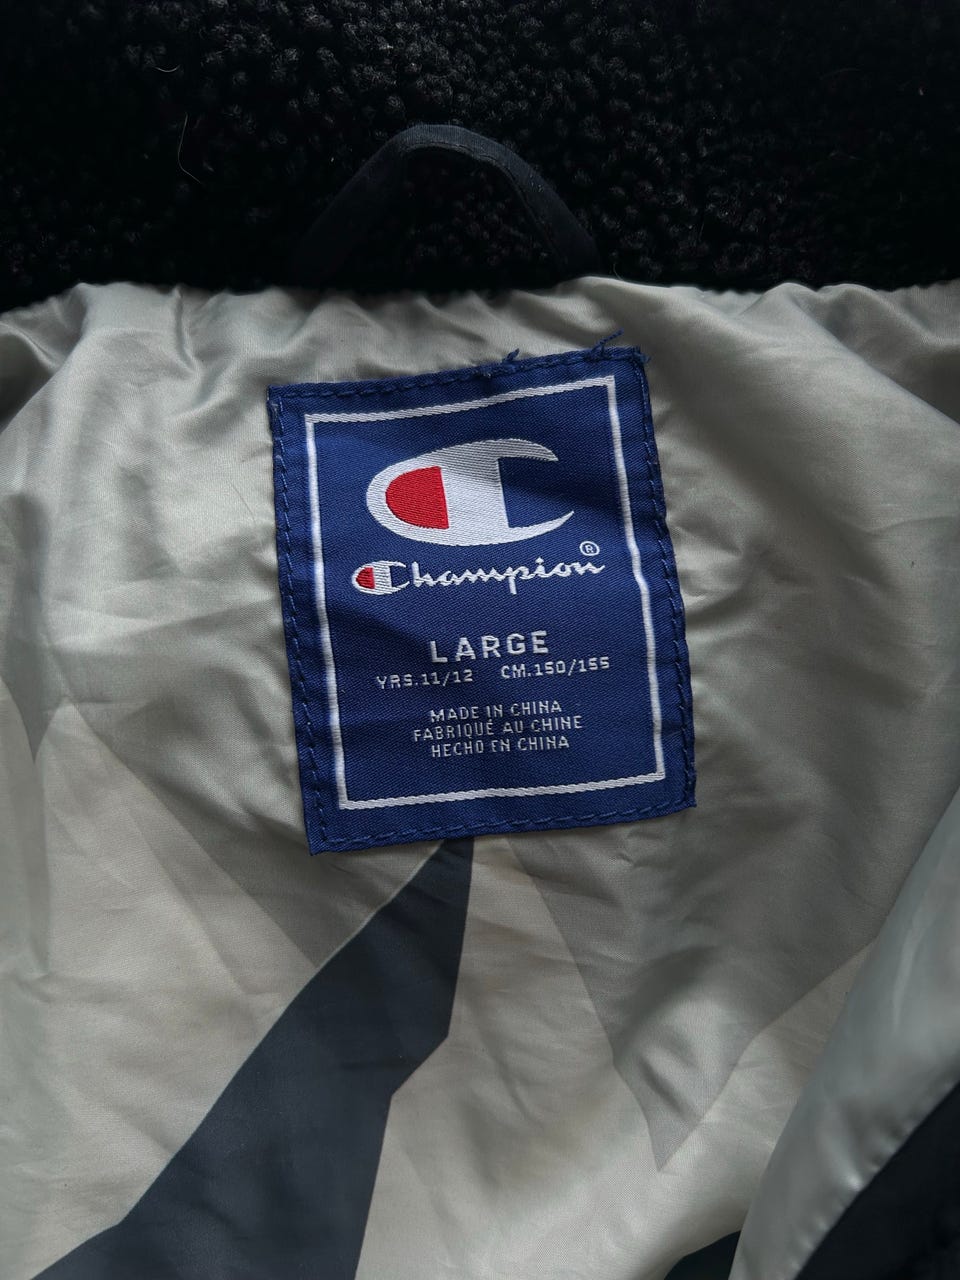 Champion®
LARGE
YRS.11/12 CM.150/155
MADE IN CHINA
FABRIQUÉ AU CHINE
HECHO EN CHINA